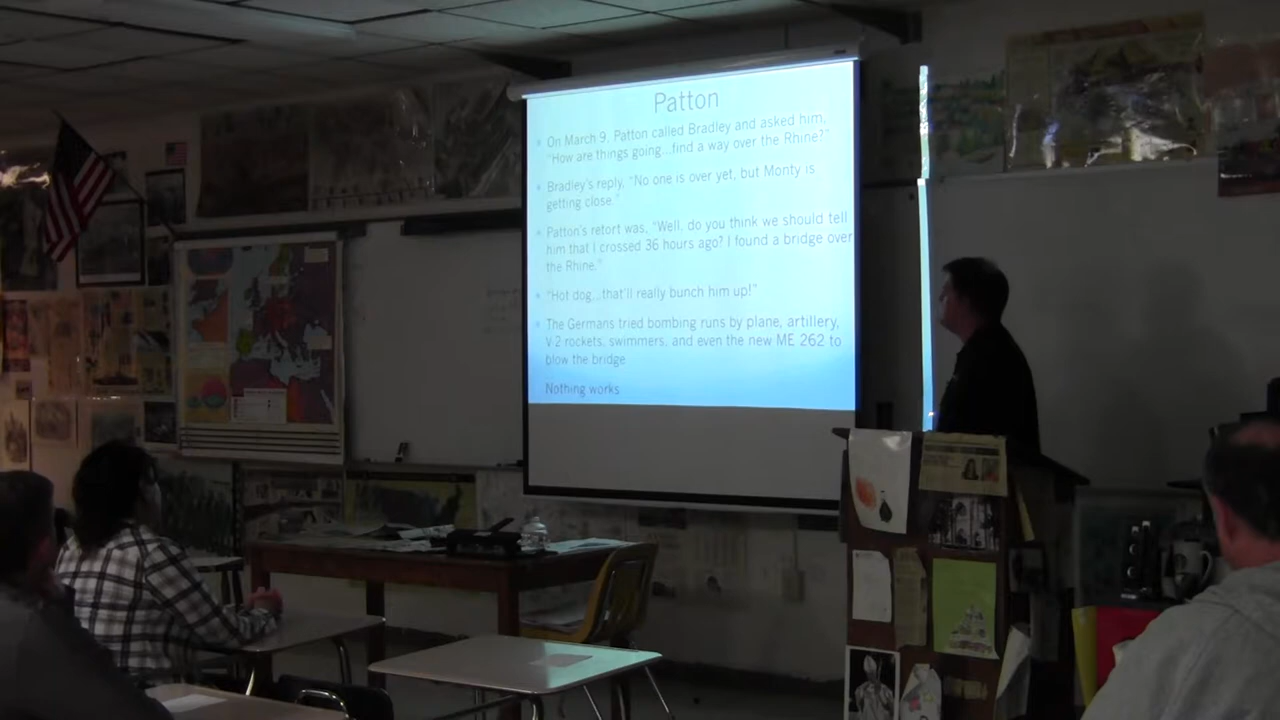 Patton
On March 9, Patton called Bradley and asked him,
"How are things going...find a way over the Rhine?"
Bradley's reply, "No one is over yet, but Monty is
getting close."
Patton's retort was, "Well, do you think we should tell
him that I crossed 36 hours ago? I found a bridge over
the Rhine."
"Hot dog...that'll really bunch him up!"
The Germans tried bombing runs by plane, artillery,
V-2 rockets, swimmers, and even the new ME 262 to
blow the bridge
Nothing works